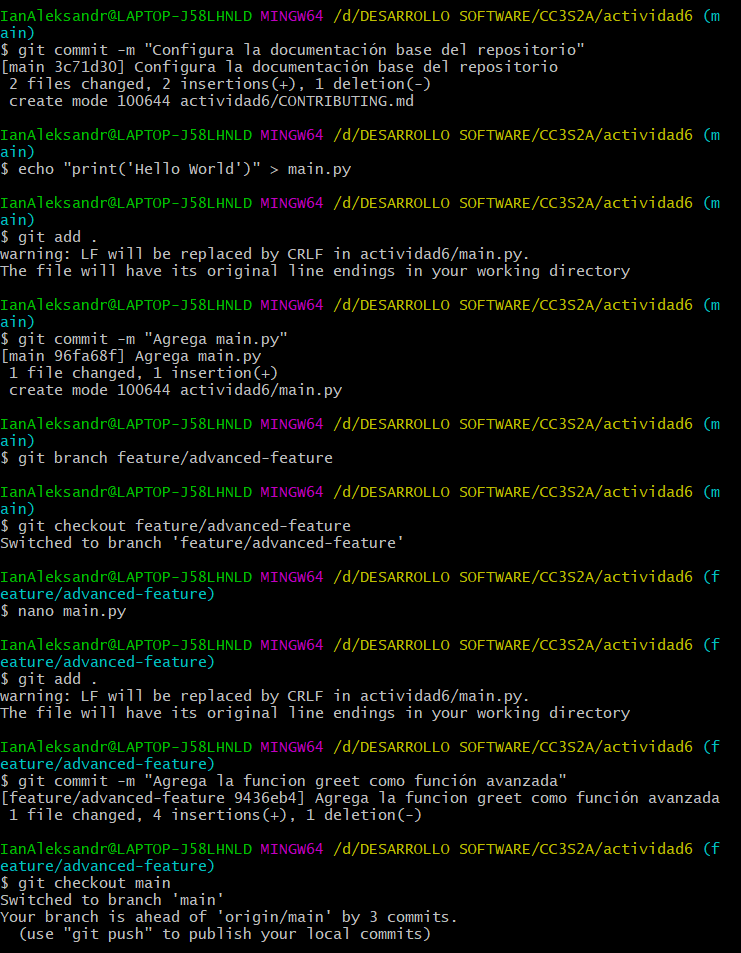 IanAleksandr@LAPTOP-J58LHNLD MINGW64 /d/DESARROLLO SOFTWARE/CC3S2A/actividad6 (m
ain)
$ git commit -m "Configura la documentación base del repositorio"
[main 3c71d30] Configura la documentación base del repositorio
 2 files changed, 2 insertions(+), 1 deletion(-)
 create mode 100644 actividad6/CONTRIBUTING.md

IanAleksandr@LAPTOP-J58LHNLD MINGW64 /d/DESARROLLO SOFTWARE/CC3S2A/actividad6 (m
ain)
$ echo "print('Hello World')" > main.py

IanAleksandr@LAPTOP-J58LHNLD MINGW64 /d/DESARROLLO SOFTWARE/CC3S2A/actividad6 (m
ain)
$ git add .
warning: LF will be replaced by CRLF in actividad6/main.py.
The file will have its original line endings in your working directory

IanAleksandr@LAPTOP-J58LHNLD MINGW64 /d/DESARROLLO SOFTWARE/CC3S2A/actividad6 (m
ain)
$ git commit -m "Agrega main.py"
[main 96fa68f] Agrega main.py
 1 file changed, 1 insertion(+)
 create mode 100644 actividad6/main.py

IanAleksandr@LAPTOP-J58LHNLD MINGW64 /d/DESARROLLO SOFTWARE/CC3S2A/actividad6 (m
ain)
$ git branch feature/advanced-feature

IanAleksandr@LAPTOP-J58LHNLD MINGW64 /d/DESARROLLO SOFTWARE/CC3S2A/actividad6 (m
ain)
$ git checkout feature/advanced-feature
Switched to branch 'feature/advanced-feature'

IanAleksandr@LAPTOP-J58LHNLD MINGW64 /d/DESARROLLO SOFTWARE/CC3S2A/actividad6 (f
eature/advanced-feature)
$ nano main.py

IanAleksandr@LAPTOP-J58LHNLD MINGW64 /d/DESARROLLO SOFTWARE/CC3S2A/actividad6 (f
eature/advanced-feature)
$ git add .
warning: LF will be replaced by CRLF in actividad6/main.py.
The file will have its original line endings in your working directory

IanAleksandr@LAPTOP-J58LHNLD MINGW64 /d/DESARROLLO SOFTWARE/CC3S2A/actividad6 (f
eature/advanced-feature)
$ git commit -m "Agrega la funcion greet como función avanzada"
[feature/advanced-feature 9436eb4] Agrega la funcion greet como función avanzada
 1 file changed, 4 insertions(+), 1 deletion(-)

IanAleksandr@LAPTOP-J58LHNLD MINGW64 /d/DESARROLLO SOFTWARE/CC3S2A/actividad6 (f
eature/advanced-feature)
$ git checkout main
Switched to branch 'main'
Your branch is ahead of 'origin/main' by 3 commits.
  (use "git push" to publish your local commits)